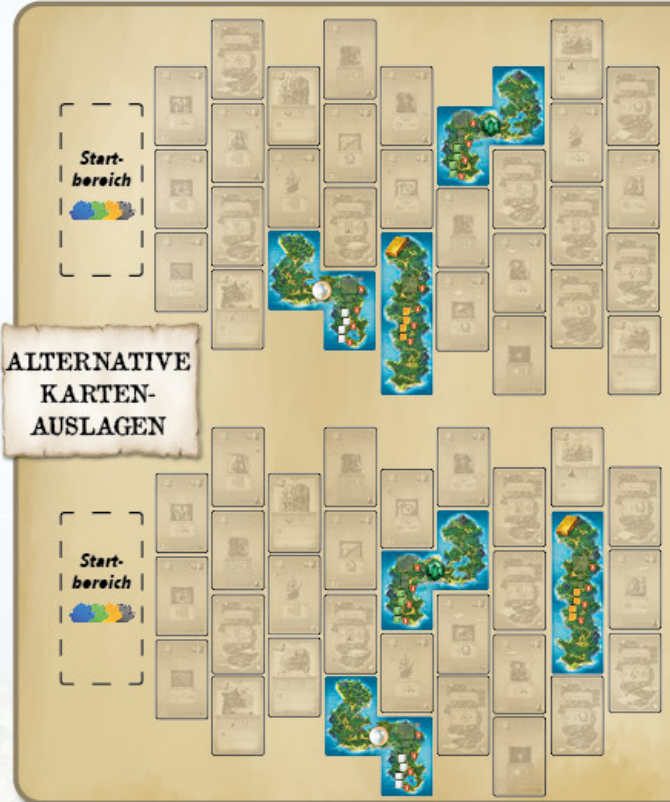 Start-
bereich
ALTERNATIVE
KARTEN-
AUSLAGEN
Start-
bereich